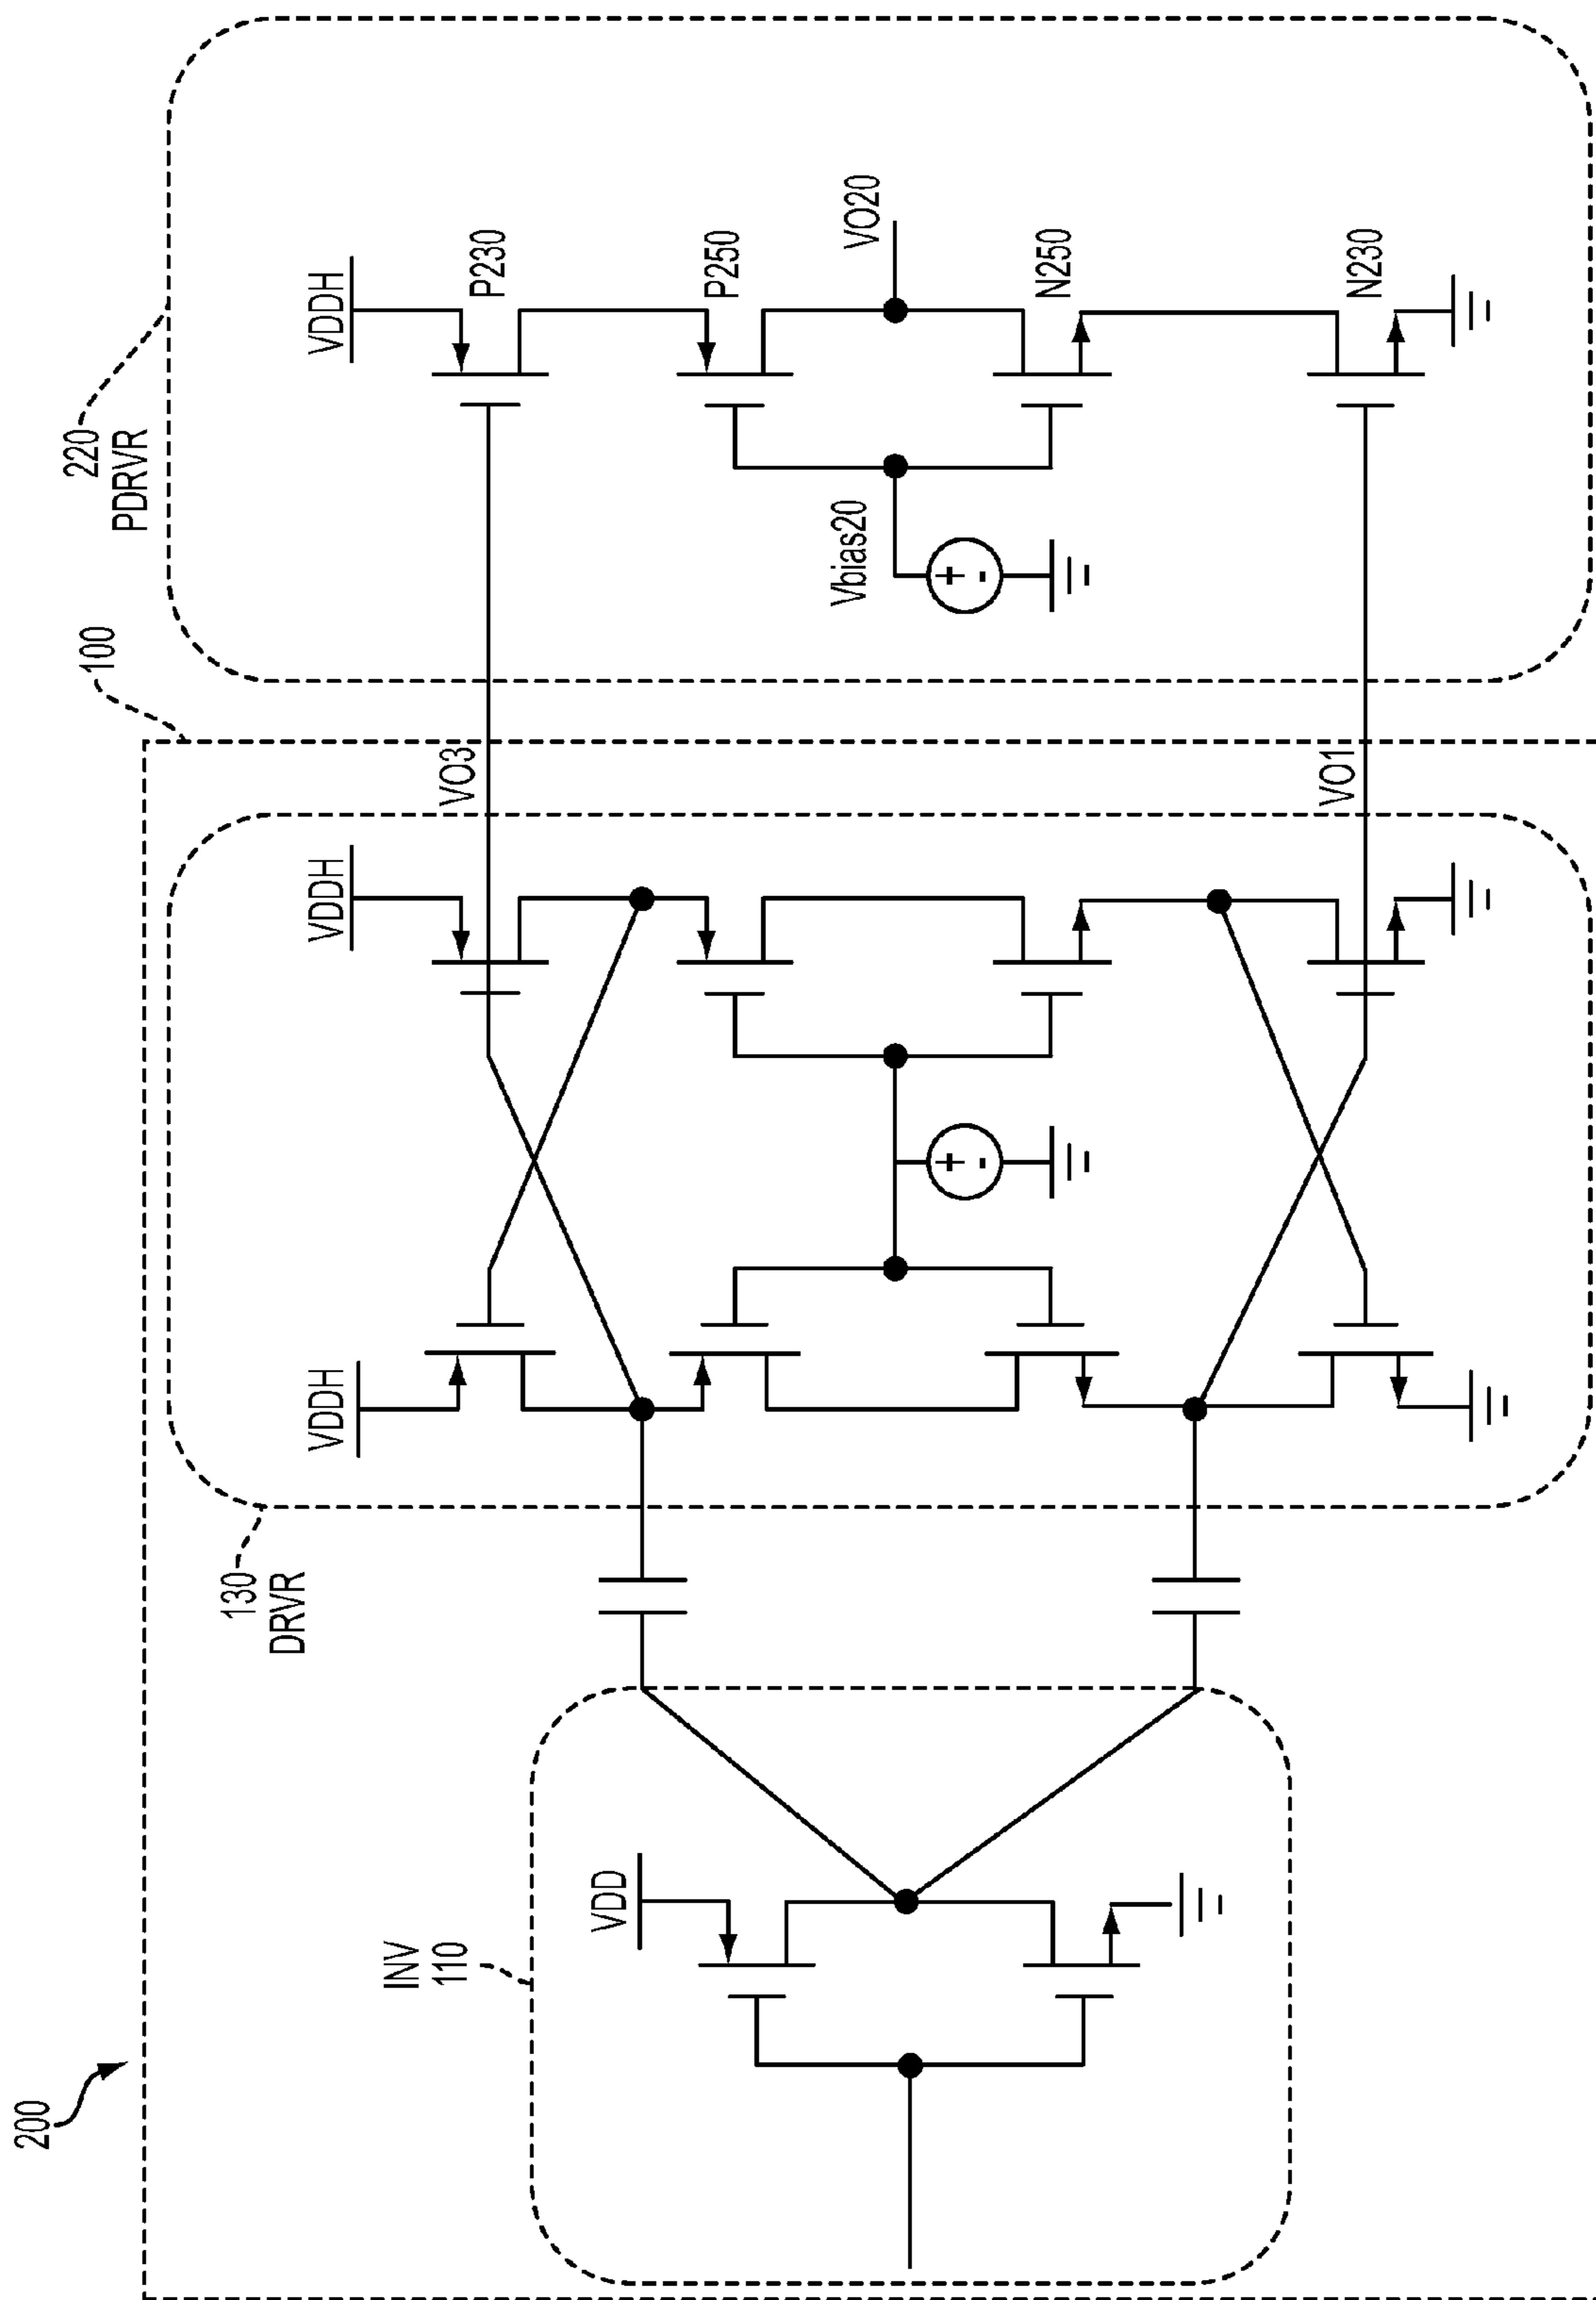 200
INV
110
VDD
130
DRVR
VDDH
VDDH
VO3
VO1
100
220
PDRVR
VDDH
P230
P250
VO20
N250
N230
Vbias20
+
-
+
-